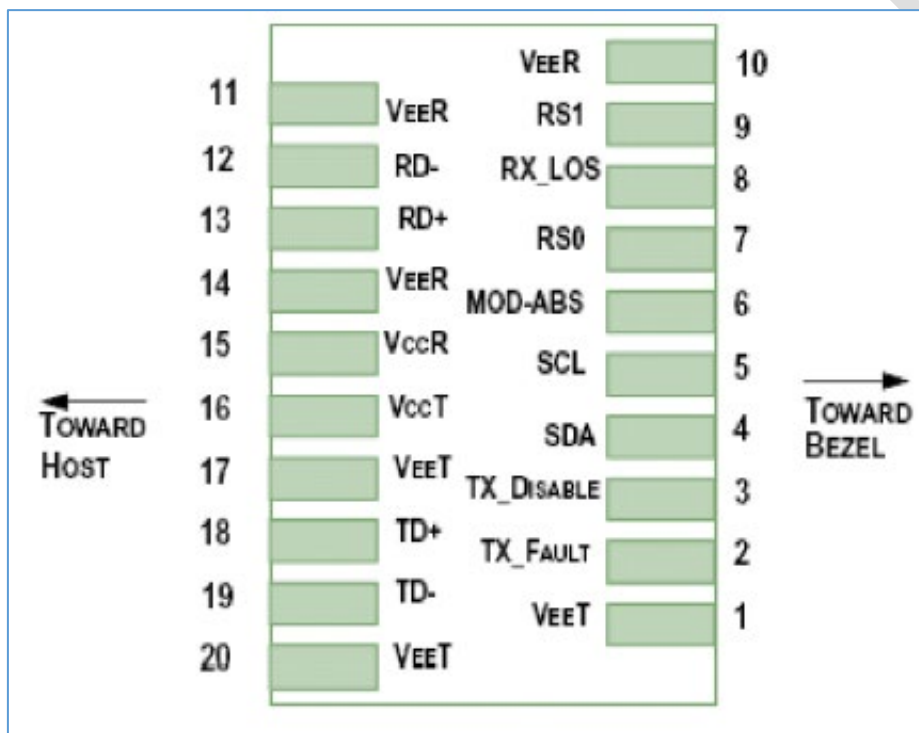 11 VEER
12 RD-
13 RD+
14 VEER
15 VCCR
16 VCCT
17 VEET
18 TD+
19 TD-
20 VEET
VEER 10
RS1 9
RX_LOS 8
RS0 7
MOD-ABS 6
SCL 5
SDA 4
TX_DISABLE 3
TX_FAULT 2
VEET 1
TOWARD
HOST
TOWARD
BEZEL